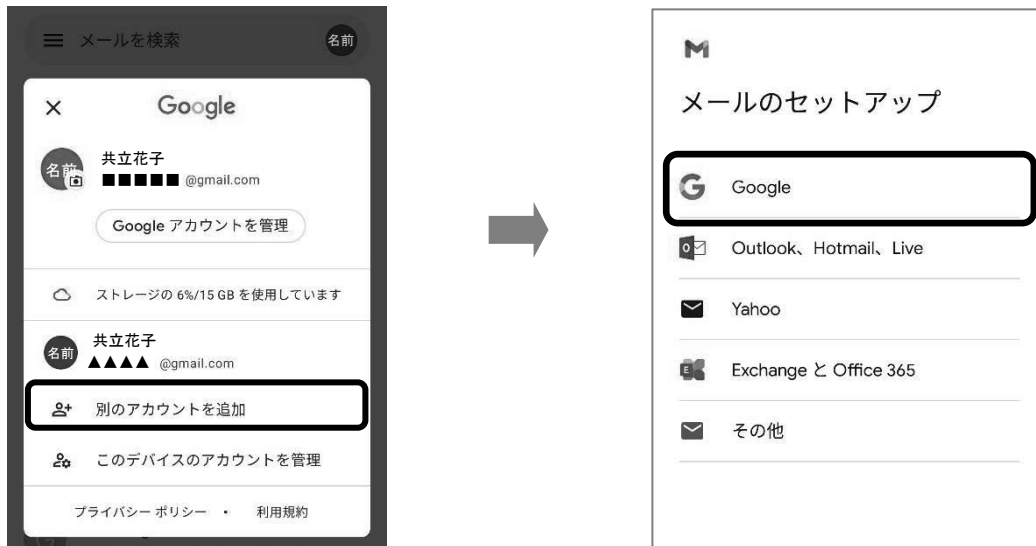 メールを検索
名前
Google
名前
共立花子
■■■■■ @gmail.com
Google アカウントを管理
ストレージの 6%/15 GB を使用しています
名前
共立花子
▲▲▲▲ @gmail.com
別のアカウントを追加
このデバイスのアカウントを管理
プライバシー ポリシー ・ 利用規約
メールのセットアップ
Google
Outlook、Hotmail、Live
Yahoo
Exchange と Office 365
その他